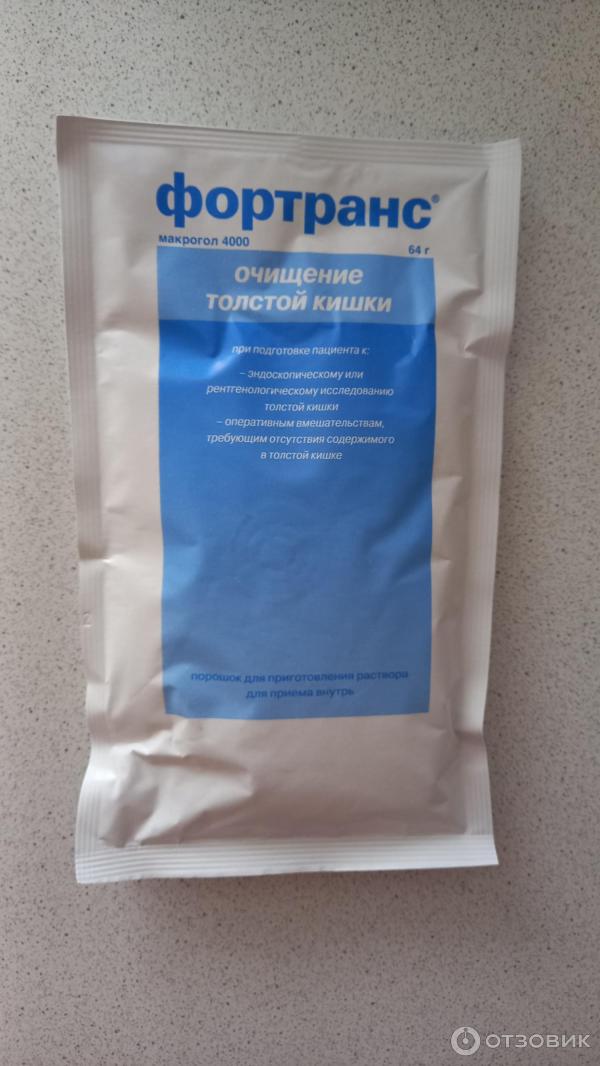 фортранс®
макрогол 4000 64 г
очищение
толстой кишки
при подготовке пациента к:
– эндоскопическому или
рентгенологическому исследованию
толстой кишки
– оперативным вмешательствам,
требующим отсутствия содержимого
в толстой кишке
порошок для приготовления раствора
для приема внутрь
ОТЗОВИК